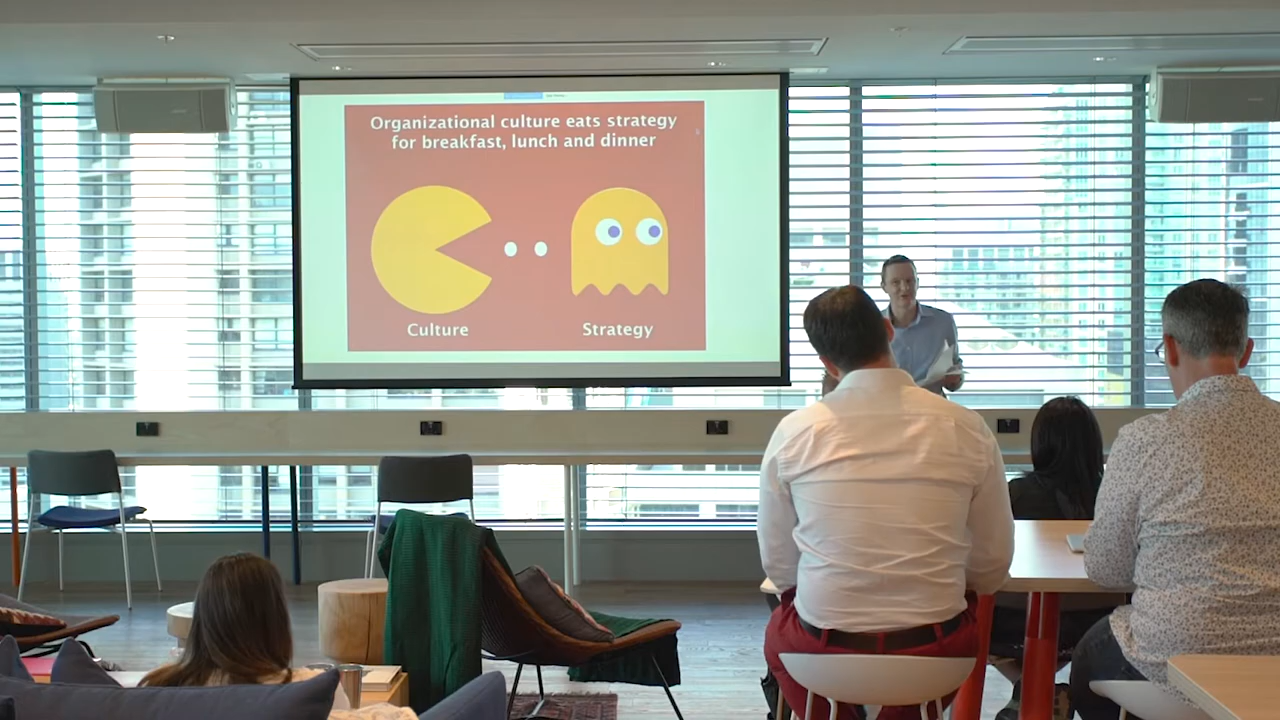 Organizational culture eats strategy
for breakfast, lunch and dinner
Culture
Strategy